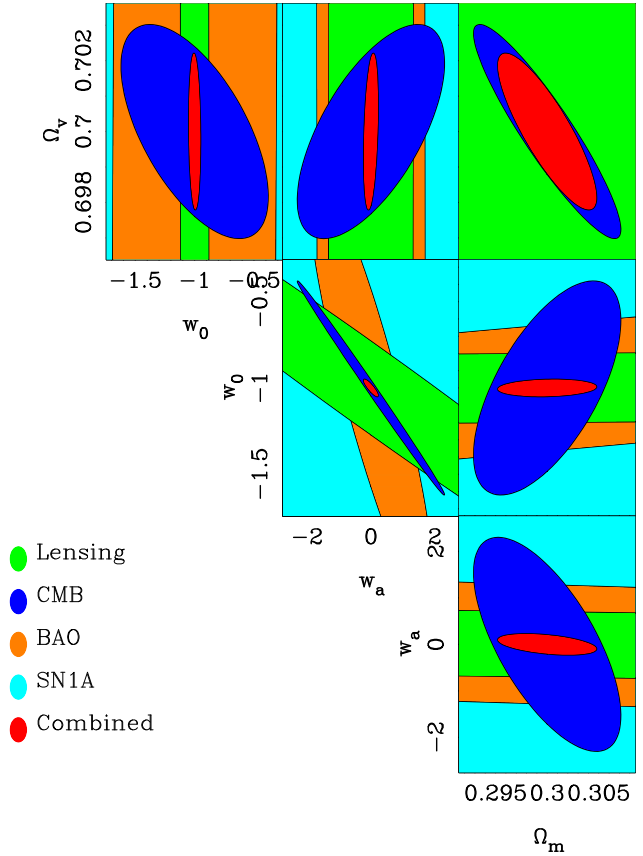 0.702
Ω_v 0.7
0.698
−1.5 −1 −0.5
w_0
−0.5
w_0 −1
−1.5
−2 0 2
w_a
2
w_a 0
−2
0.295 0.3 0.305
Ω_m
Lensing
CMB
BAO
SN1A
Combined